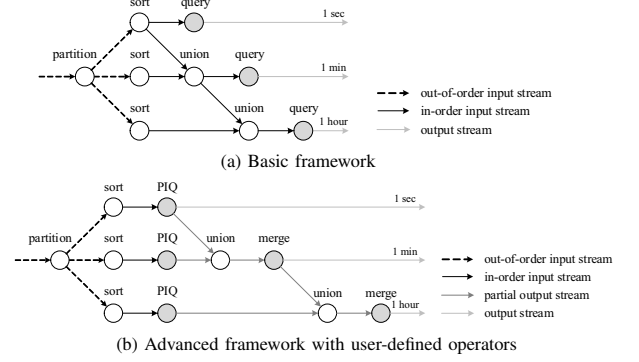 sort query
1 sec
partition sort union query
1 min
out-of-order input stream
sort union query
in-order input stream
1 hour
output stream
(a) Basic framework
sort PIQ
1 sec
partition sort PIQ union merge
1 min
out-of-order input stream
in-order input stream
sort PIQ union merge
partial output stream
1 hour
output stream
(b) Advanced framework with user-defined operators